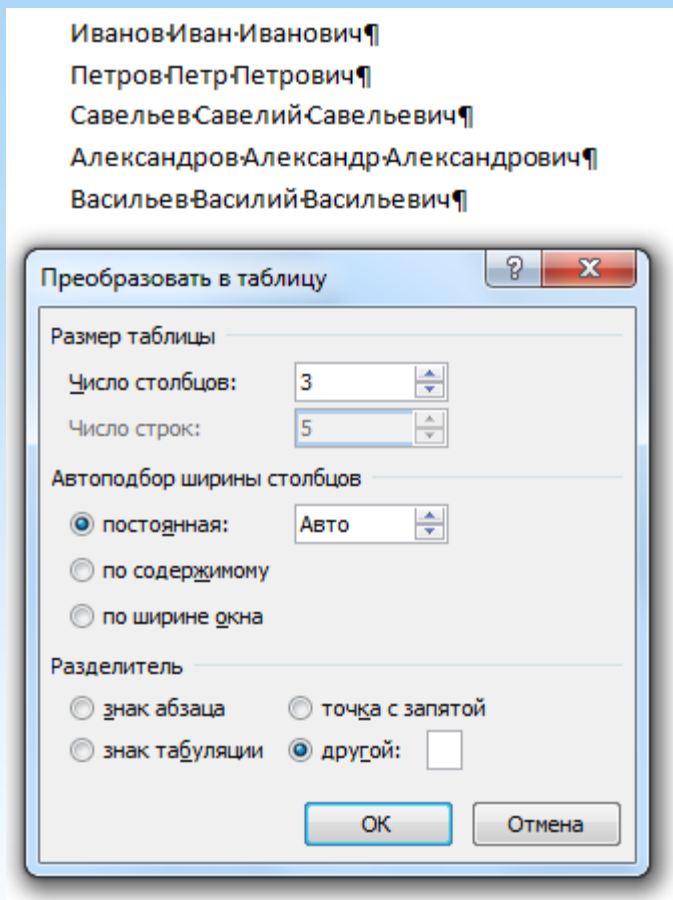 Иванов·Иван·Иванович¶
Петров·Петр·Петрович¶
Савельев·Савелий·Савельевич¶
Александров·Александр·Александрович¶
Васильев·Василий·Васильевич¶
Преобразовать в таблицу
Размер таблицы
Число столбцов: 3
Число строк: 5
Автоподбор ширины столбцов
постоянная: Авто
по содержимому
по ширине окна
Разделитель
знак абзаца точка с запятой
знак табуляции другой:
ОК Отмена